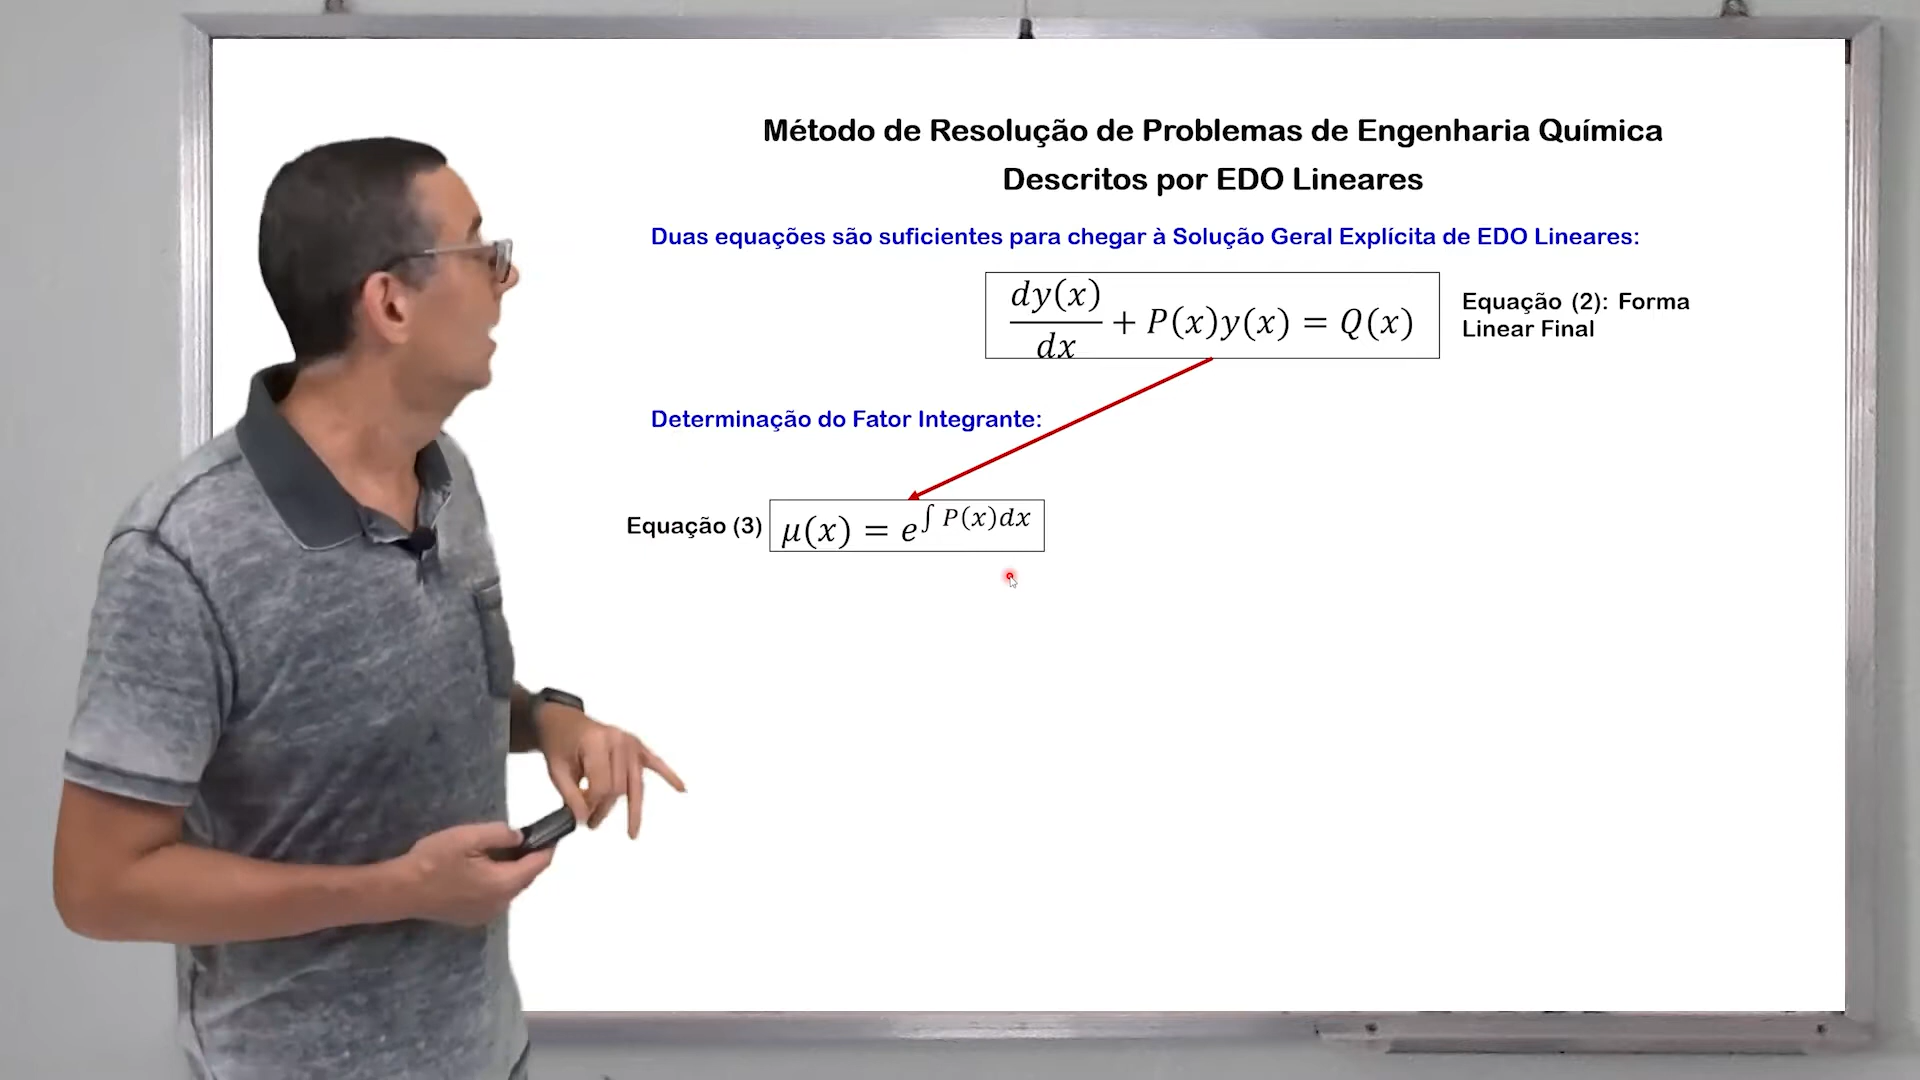 Método de Resolução de Problemas de Engenharia Química
Descritos por EDO Lineares
Duas equações são suficientes para chegar à Solução Geral Explícita de EDO Lineares:
dy(x)/dx + P(x)y(x) = Q(x)
Equação (2): Forma
Linear Final
Determinação do Fator Integrante:
Equação (3) μ(x) = e^∫ P(x)dx